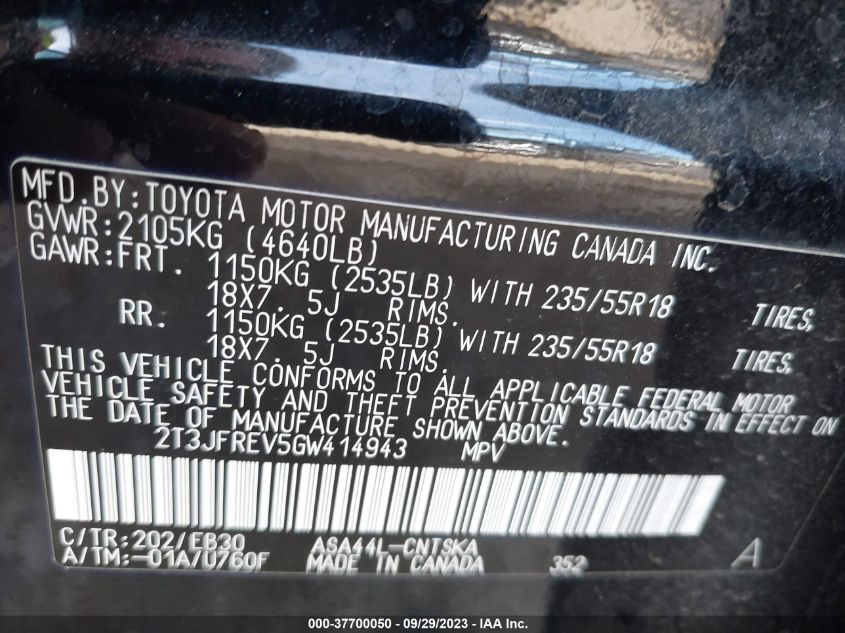 MFD.BY:TOYOTA MOTOR MANUFACTURING CANADA INC.
GVWR:2105KG (4640LB)
GAWR:FRT. 1150KG (2535LB) WITH 235/55R18 TIRES,
18X7. 5J RIMS.
RR. 1150KG (2535LB) WITH 235/55R18 TIRES,
18X7. 5J RIMS.
THIS VEHICLE CONFORMS TO ALL APPLICABLE FEDERAL MOTOR
VEHICLE SAFETY AND THEFT PREVENTION STANDARDS IN EFFECT ON
THE DATE OF MANUFACTURE SHOWN ABOVE.
2T3JFREV5GW414943 MPV
C/TR:202/EB30 ASA44L-CNTSKA
A/TM:-01A/U760F MADE IN CANADA 352 A
000-37700050 - 09/29/2023 - IAA Inc.